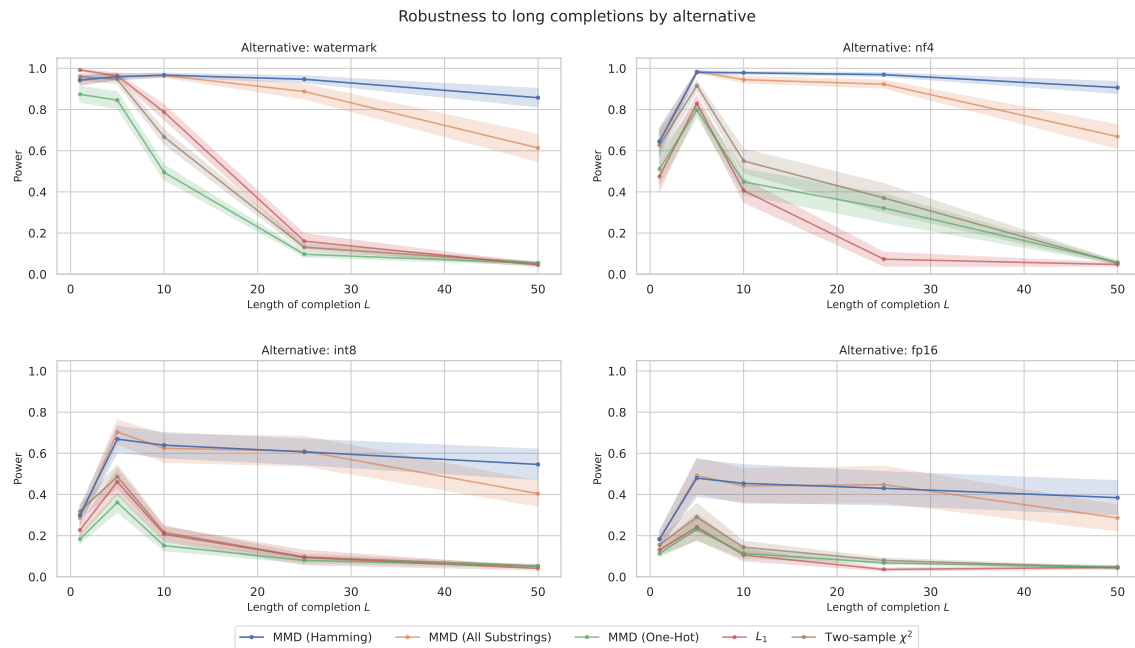 Robustness to long completions by alternative
Alternative: watermark
Power
1.0
0.8
0.6
0.4
0.2
0.0
0 10 20 30 40 50
Length of completion L
Alternative: nf4
Power
1.0
0.8
0.6
0.4
0.2
0.0
0 10 20 30 40 50
Length of completion L
Alternative: int8
Power
1.0
0.8
0.6
0.4
0.2
0.0
0 10 20 30 40 50
Length of completion L
Alternative: fp16
Power
1.0
0.8
0.6
0.4
0.2
0.0
0 10 20 30 40 50
Length of completion L
MMD (Hamming) MMD (All Substrings) MMD (One-Hot) L₁ Two-sample χ²